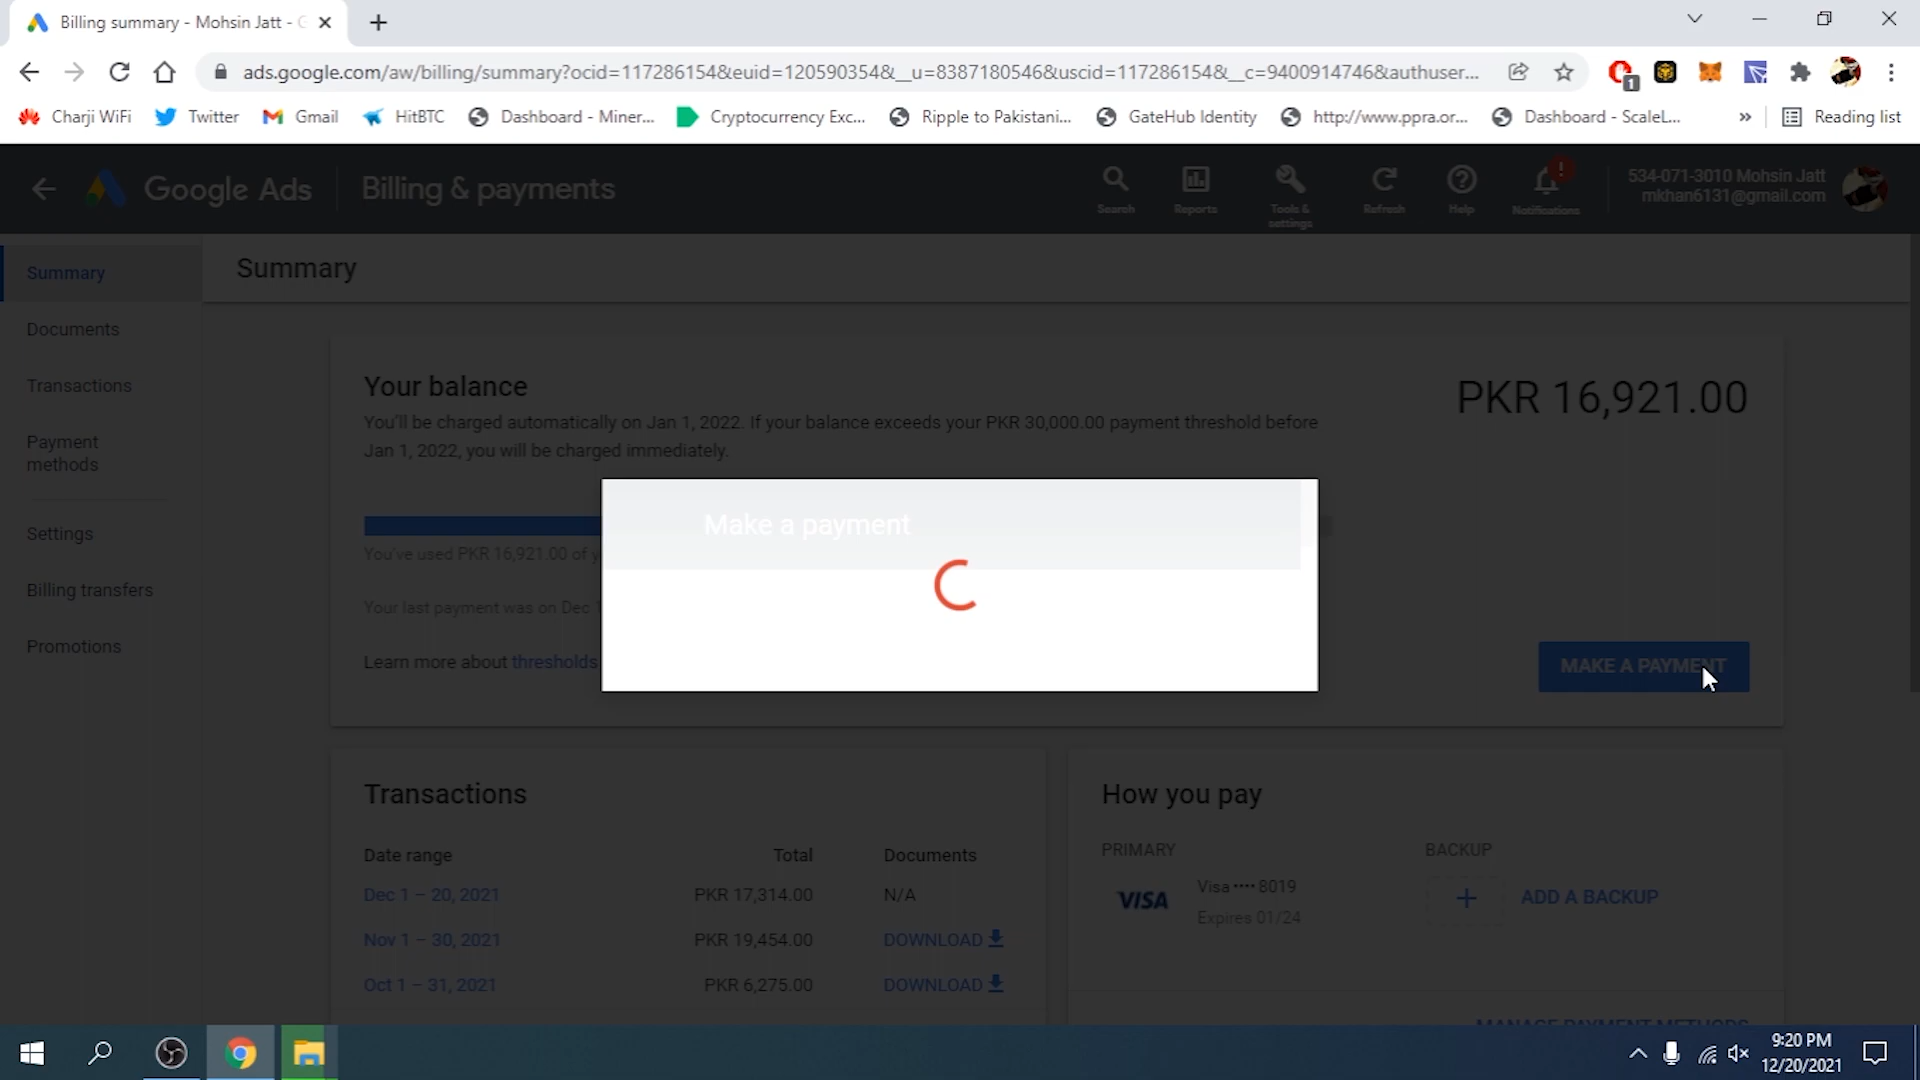 Billing summary - Mohsin Jatt - G
ads.google.com/aw/billing/summary?ocid=117286154&euid=120590354&__u=8387180546&uscid=117286154&__c=9400914746&authuser...
1
Charji WiFi
Twitter
Gmail
HitBTC
Dashboard - Miner...
Cryptocurrency Exc...
Ripple to Pakistani...
GateHub Identity
http://www.ppra.or...
Dashboard - ScaleL...
»
Reading list
Google Ads
Billing & payments
Search
Reports
Tools &
settings
Refresh
Help
Notifications
534-071-3010 Mohsin Jatt
mkhan6131@gmail.com
Summary
Documents
Transactions
Payment
methods
Settings
Billing transfers
Promotions
Summary
Your balance
PKR 16,921.00
You'll be charged automatically on Jan 1, 2022. If your balance exceeds your PKR 30,000.00 payment threshold before
Jan 1, 2022, you will be charged immediately.
You've used PKR 16,921.00 of
Your last payment was on Dec
Learn more about thresholds
Make a payment
MAKE A PAYMENT
Transactions
Date range Total Documents
Dec 1 – 20, 2021 PKR 17,314.00 N/A
Nov 1 – 30, 2021 PKR 19,454.00 DOWNLOAD
Oct 1 – 31, 2021 PKR 6,275.00 DOWNLOAD
How you pay
PRIMARY
VISA
Visa •••• 8019
Expires 01/24
BACKUP
ADD A BACKUP
MANAGE PAYMENT METHODS
9:20 PM
12/20/2021